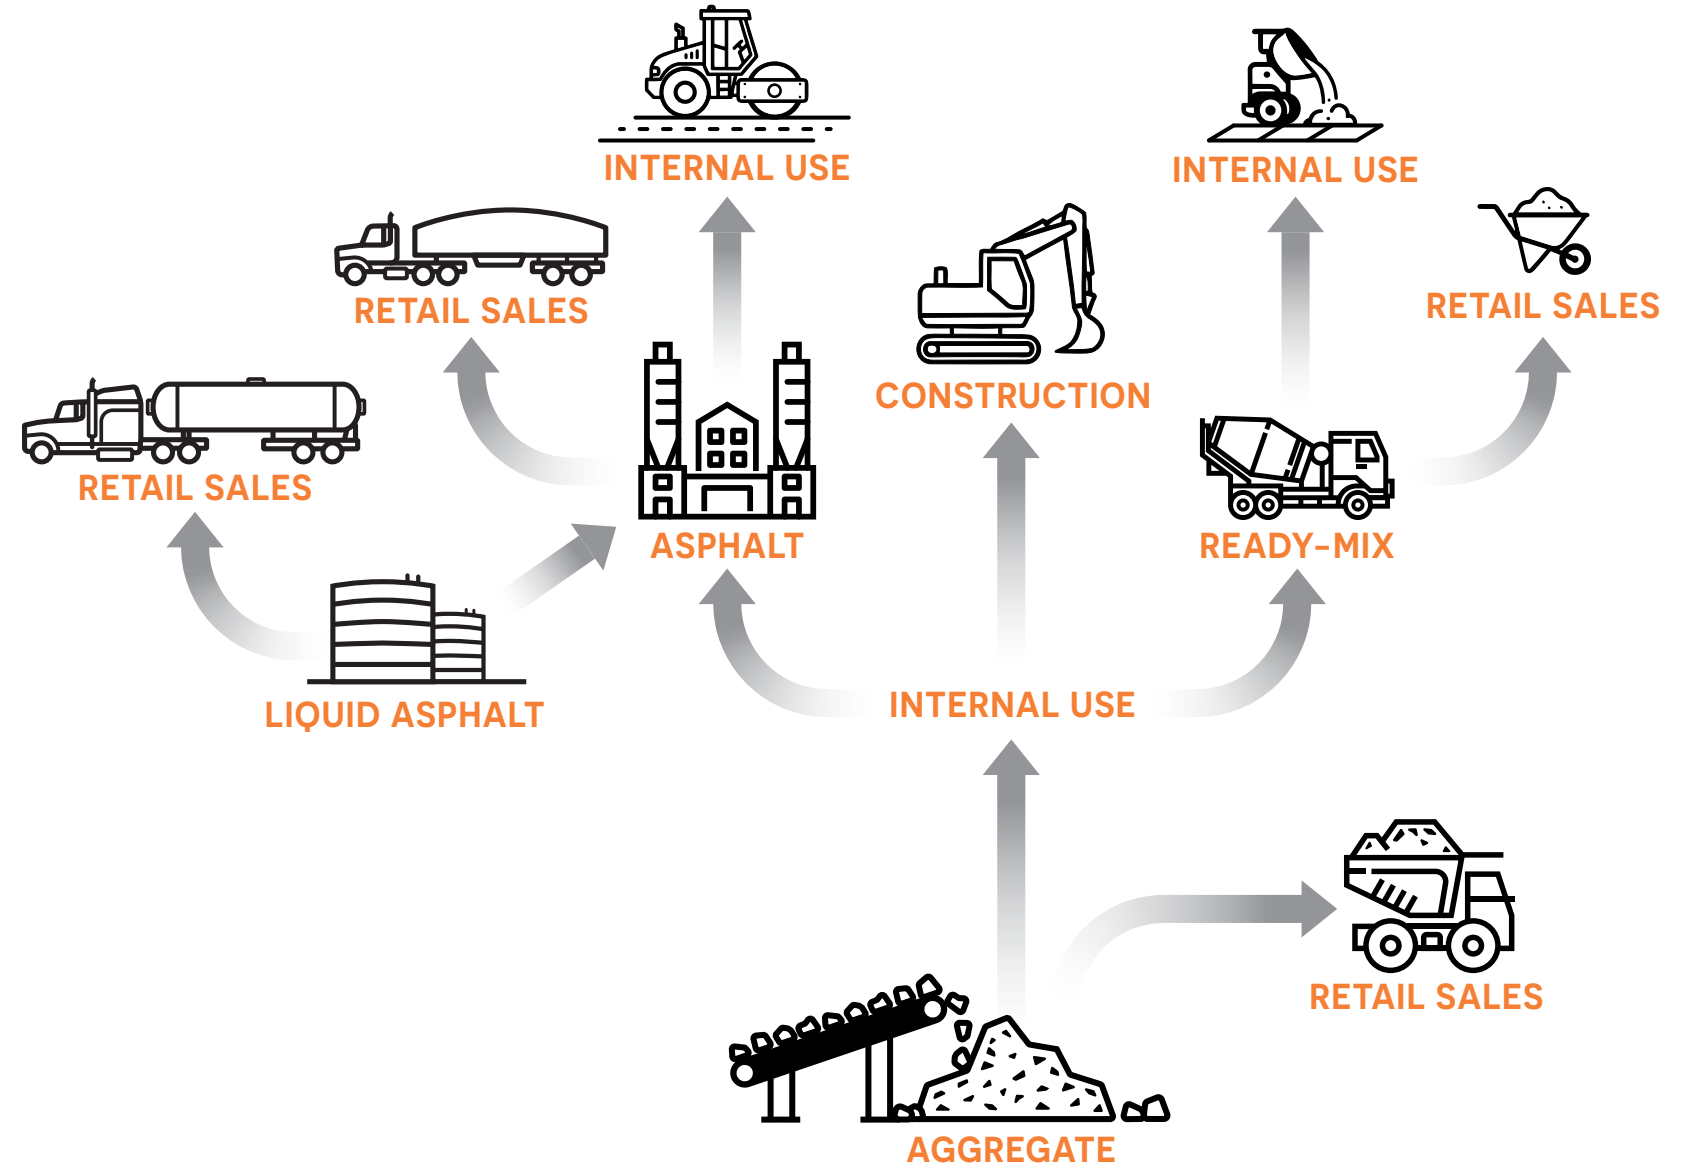 INTERNAL USE
INTERNAL USE
RETAIL SALES
RETAIL SALES
CONSTRUCTION
RETAIL SALES
ASPHALT
READY-MIX
LIQUID ASPHALT
INTERNAL USE
RETAIL SALES
AGGREGATE